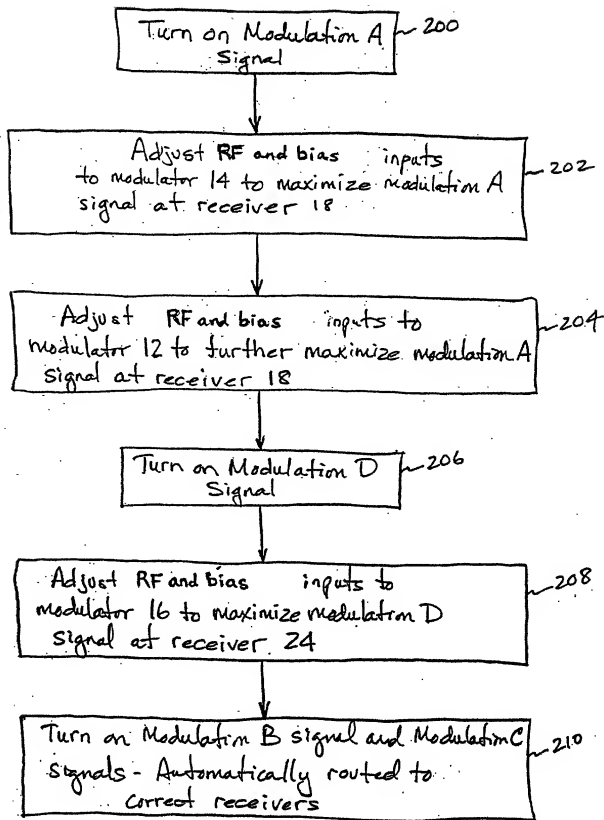 Turn on Modulation A
Signal
200
Adjust RF and bias inputs
to modulator 14 to maximize modulation A
signal at receiver 18
202
Adjust RF and bias inputs to
modulator 12 to further maximize modulation A
signal at receiver 18
204
Turn on Modulation D
Signal
206
Adjust RF and bias inputs to
modulator 16 to maximize modulation D
signal at receiver 24
208
Turn on Modulation B signal and Modulation C
signals - Automatically routed to
correct receivers
210